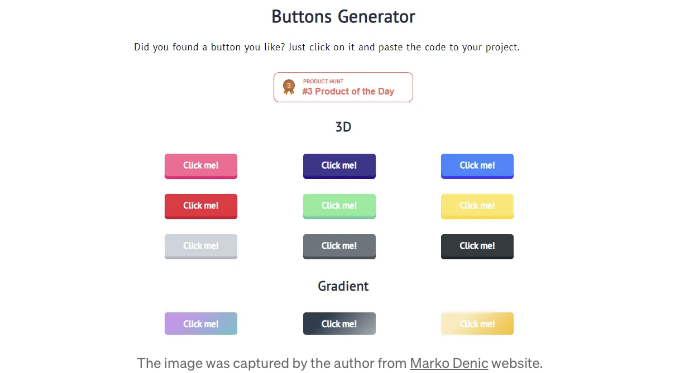 Buttons Generator
Did you found a button you like? Just click on it and paste the code to your project.
3
PRODUCT HUNT
#3 Product of the Day
3D
Click me! Click me! Click me!
Click me! Click me! Click me!
Click me! Click me! Click me!
Gradient
Click me! Click me! Click me!
The image was captured by the author from Marko Denic website.